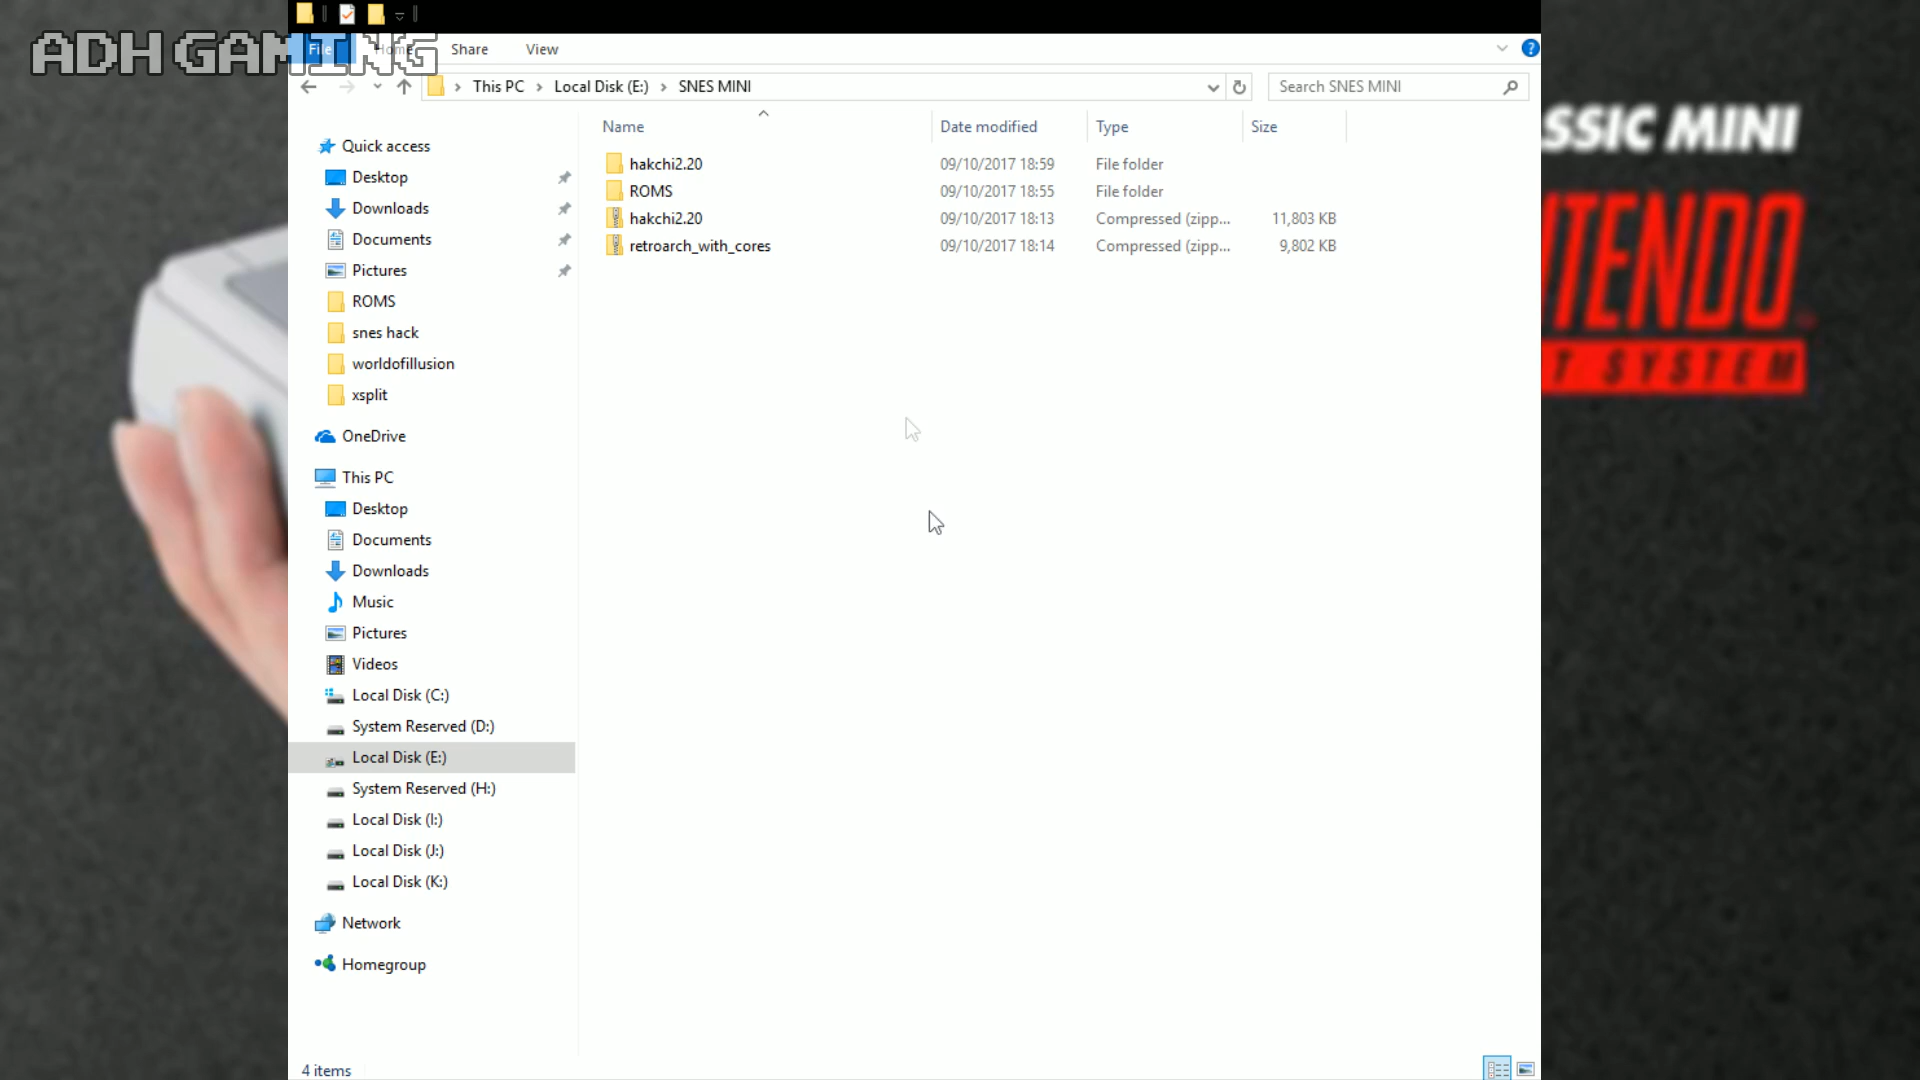 ADH GAMING
File Home Share View
This PC Local Disk (E:) SNES MINI
Search SNES MINI
Name Date modified Type Size
hakchi2.20 09/10/2017 18:59 File folder
ROMS 09/10/2017 18:55 File folder
hakchi2.20 09/10/2017 18:13 Compressed (zipp... 11,803 KB
retroarch_with_cores 09/10/2017 18:14 Compressed (zipp... 9,802 KB
Quick access
Desktop
Downloads
Documents
Pictures
ROMS
snes hack
worldofillusion
xsplit
OneDrive
This PC
Desktop
Documents
Downloads
Music
Pictures
Videos
Local Disk (C:)
System Reserved (D:)
Local Disk (E:)
System Reserved (H:)
Local Disk (I:)
Local Disk (J:)
Local Disk (K:)
Network
Homegroup
4 items
SSIC MINI
NTENDO
T SYSTEM